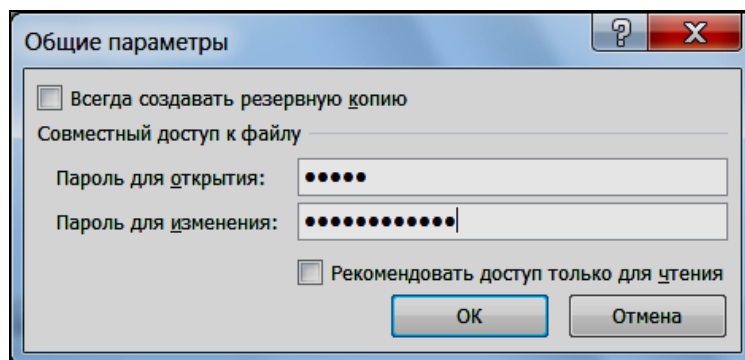 Общие параметры
Всегда создавать резервную копию
Совместный доступ к файлу
Пароль для открытия: •••••
Пароль для изменения: ••••••••••••
Рекомендовать доступ только для чтения
ОК Отмена